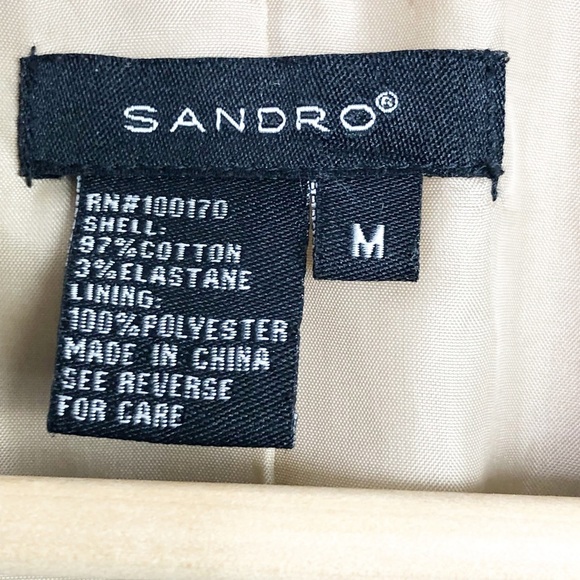 SANDRO®
RN#100170
SHELL:
97%COTTON
3%ELASTANE
LINING:
100%POLYESTER
MADE IN CHINA
SEE REVERSE
FOR CARE
M